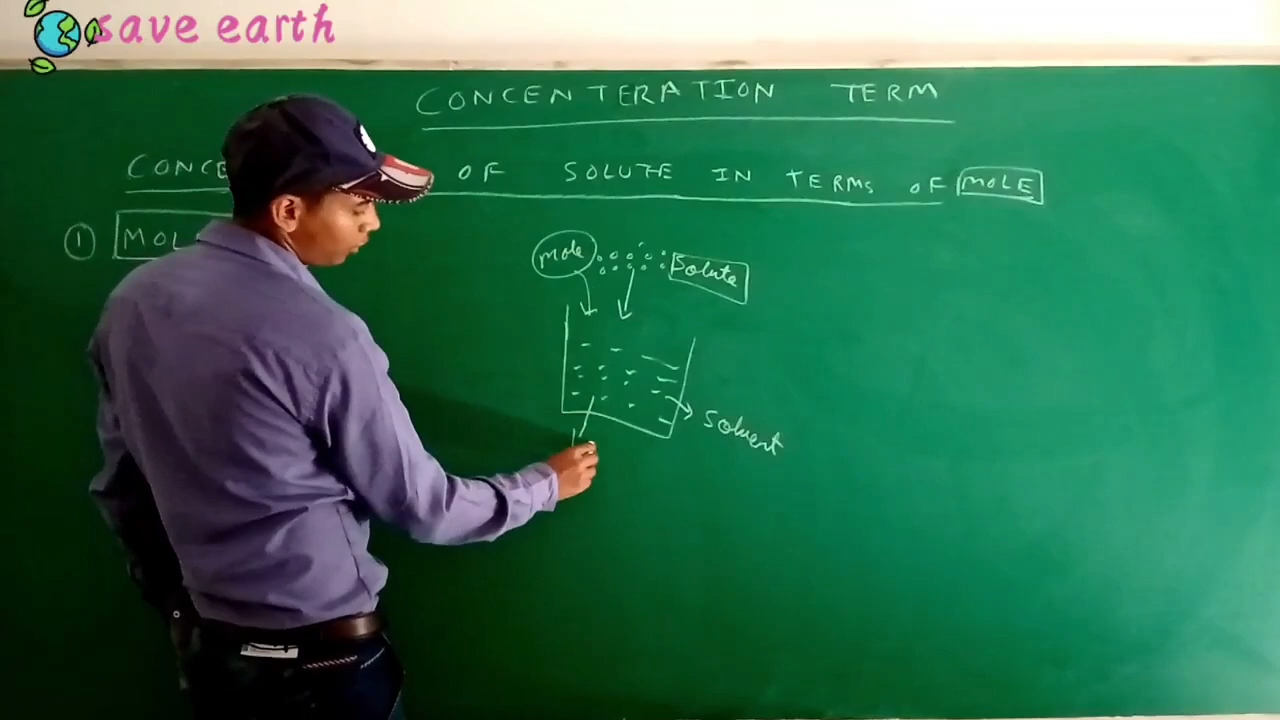 save earth
CONCENTERATION TERM
CONCE OF SOLUTE IN TERMS OF MOLE
① MOL
mole Solute
Solvent